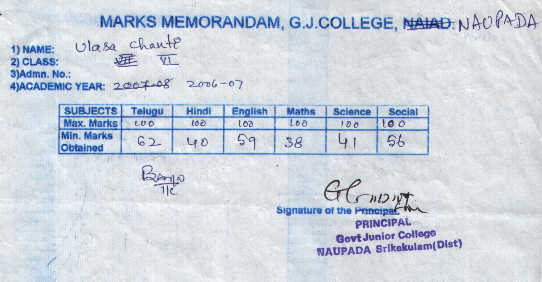 MARKS MEMORANDAM, G.J.COLLEGE, NAIAD. NAUPADA
1) NAME: Ulasa Chanti
2) CLASS: VII VI
3)Admn. No.:
4)ACADEMIC YEAR: 2007-08 2006-07
SUBJECTS Telugu Hindi English Maths Science Social
Max. Marks 100 100 100 100 100 100
Min. Marks Obtained 62 40 59 38 41 56
Signature of the Principal
PRINCIPAL
Govt Junior College
NAUPADA Srikakulam(Dist)